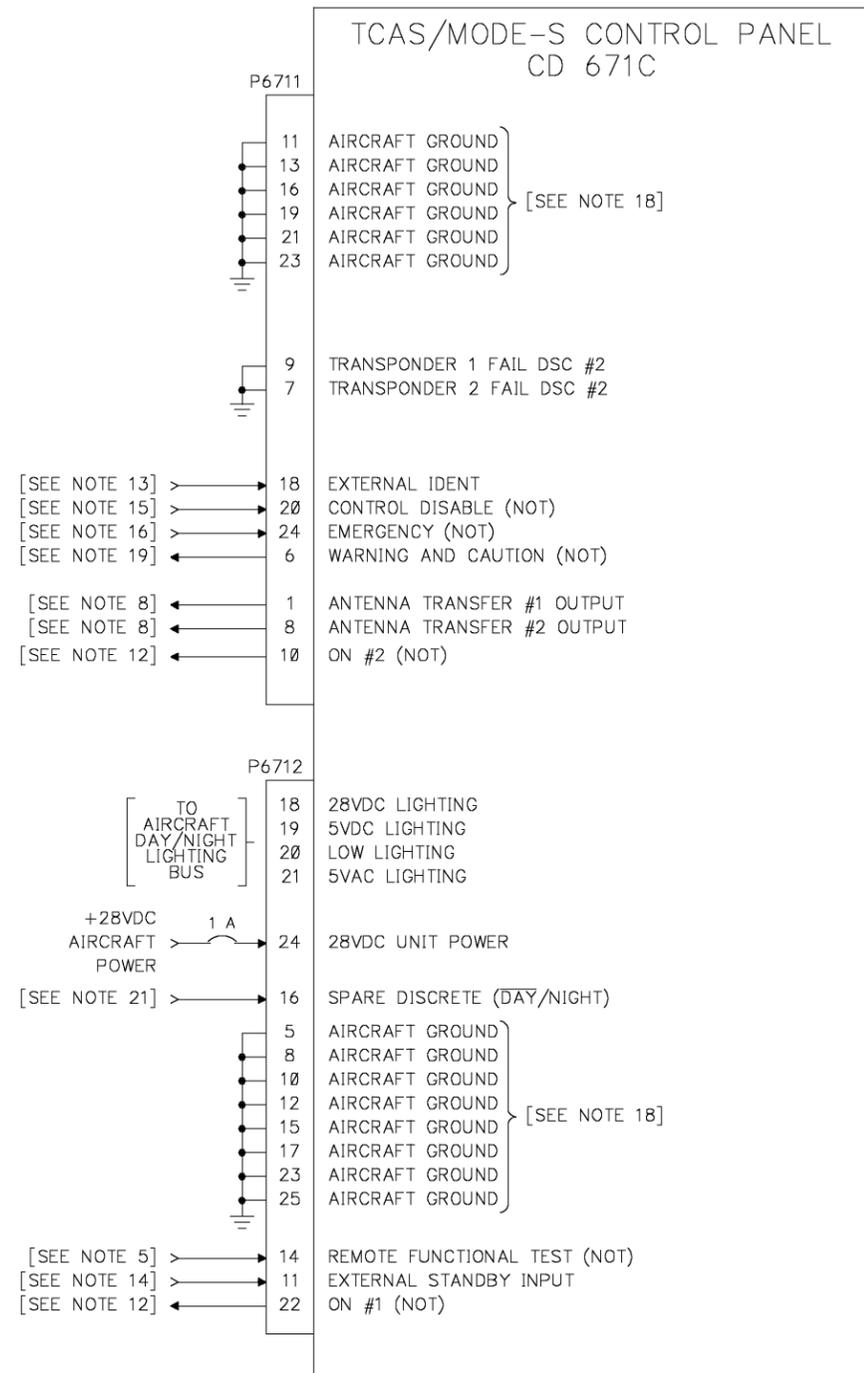 TCAS/MODE-S CONTROL PANEL
CD 671C
P6711
11 AIRCRAFT GROUND
13 AIRCRAFT GROUND
16 AIRCRAFT GROUND
[SEE NOTE 18]
19 AIRCRAFT GROUND
21 AIRCRAFT GROUND
23 AIRCRAFT GROUND
9 TRANSPONDER 1 FAIL DSC #2
7 TRANSPONDER 2 FAIL DSC #2
[SEE NOTE 13] 18 EXTERNAL IDENT
[SEE NOTE 15] 20 CONTROL DISABLE (NOT)
[SEE NOTE 16] 24 EMERGENCY (NOT)
[SEE NOTE 19] 6 WARNING AND CAUTION (NOT)
[SEE NOTE 8] 1 ANTENNA TRANSFER #1 OUTPUT
[SEE NOTE 8] 8 ANTENNA TRANSFER #2 OUTPUT
[SEE NOTE 12] 10 ON #2 (NOT)
P6712
TO
AIRCRAFT
DAY/NIGHT
LIGHTING
BUS
18 28VDC LIGHTING
19 5VDC LIGHTING
20 LOW LIGHTING
21 5VAC LIGHTING
+28VDC
AIRCRAFT
POWER
1 A
24 28VDC UNIT POWER
[SEE NOTE 21] 16 SPARE DISCRETE (D̅A̅Y̅/NIGHT)
5 AIRCRAFT GROUND
8 AIRCRAFT GROUND
10 AIRCRAFT GROUND
12 AIRCRAFT GROUND
[SEE NOTE 18]
15 AIRCRAFT GROUND
17 AIRCRAFT GROUND
23 AIRCRAFT GROUND
25 AIRCRAFT GROUND
[SEE NOTE 5] 14 REMOTE FUNCTIONAL TEST (NOT)
[SEE NOTE 14] 11 EXTERNAL STANDBY INPUT
[SEE NOTE 12] 22 ON #1 (NOT)